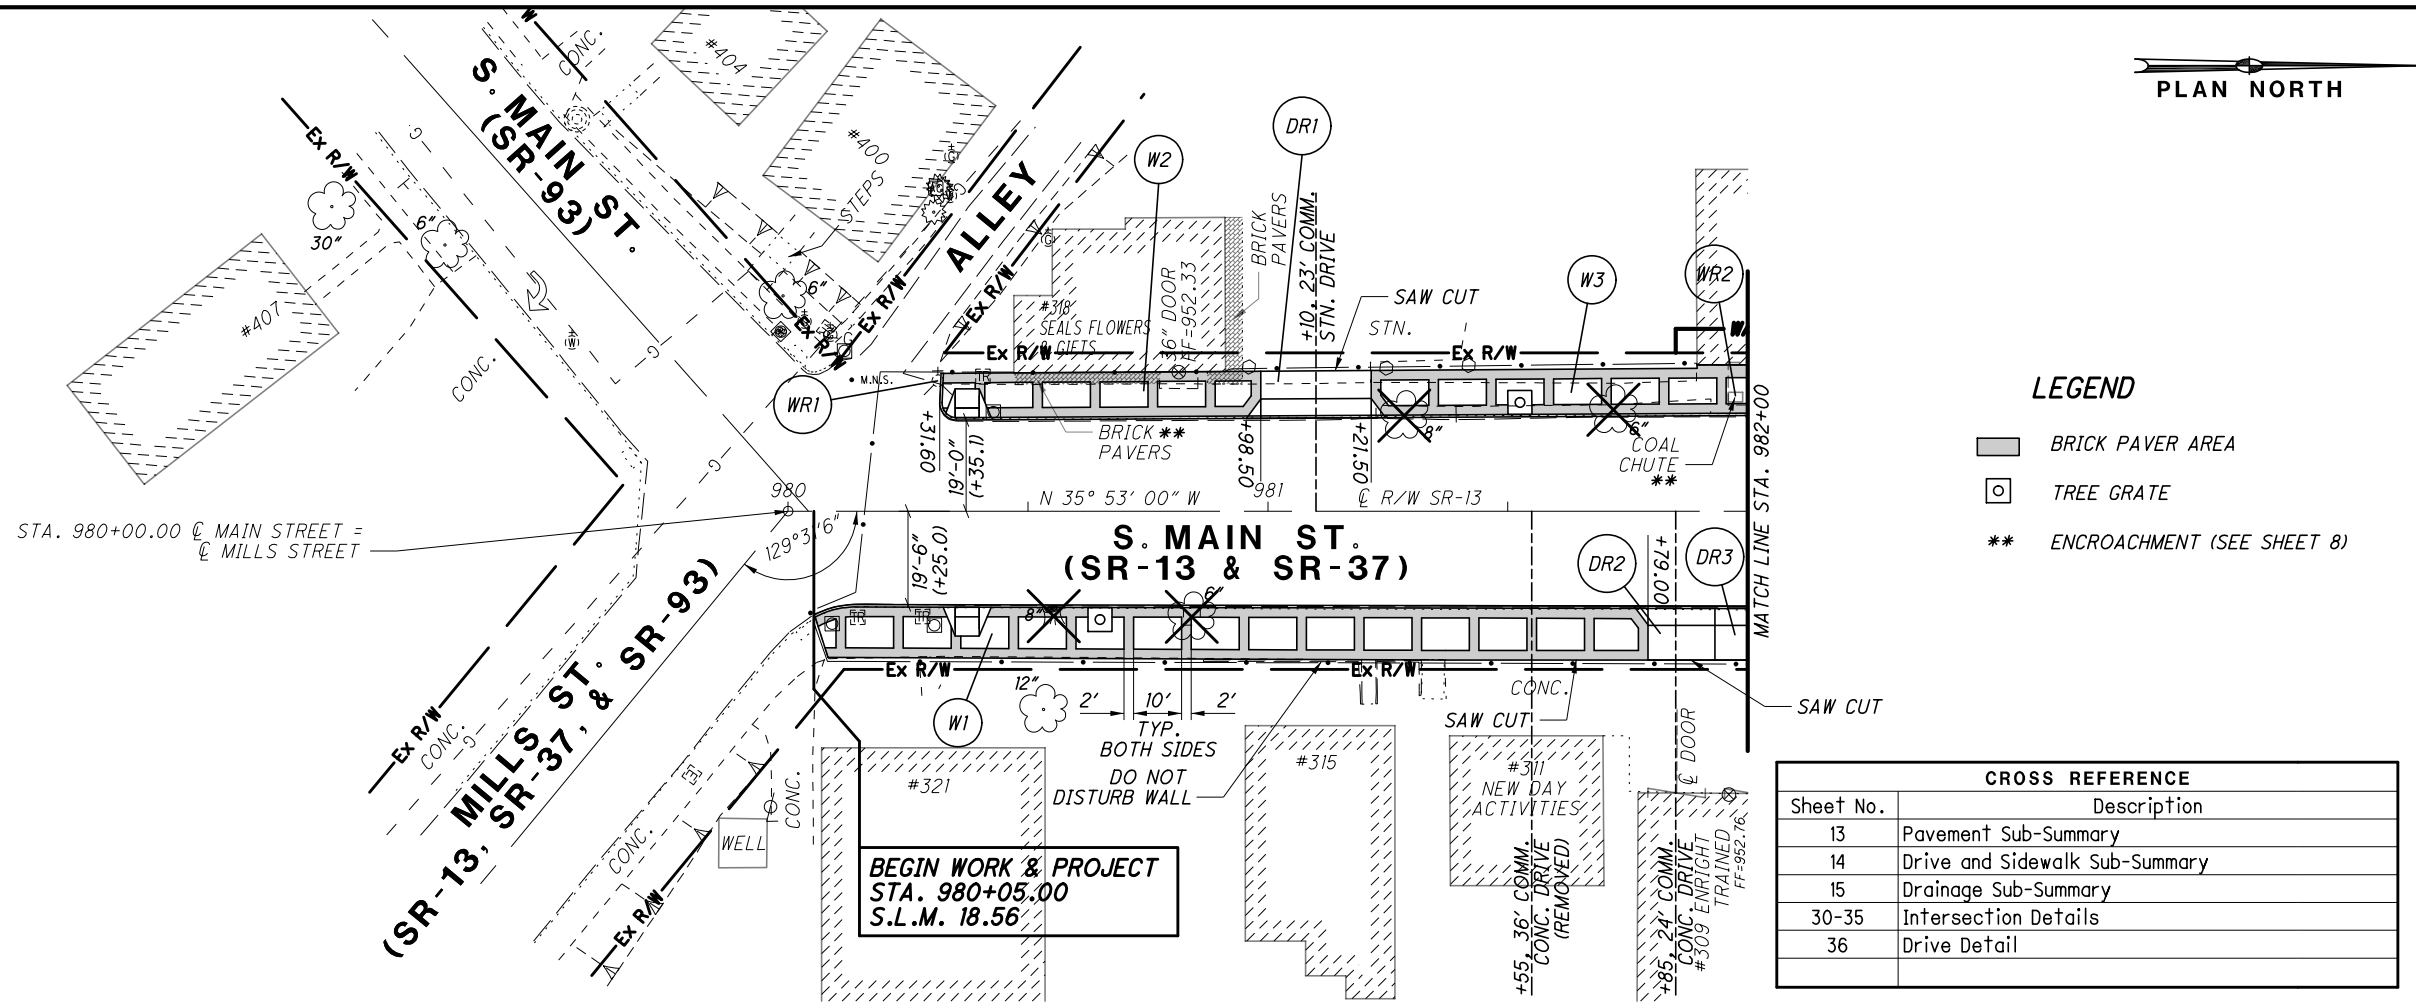 PLAN NORTH
LEGEND
BRICK PAVER AREA
TREE GRATE
** ENCROACHMENT (SEE SHEET 8)
CROSS REFERENCE
Sheet No. Description
13 Pavement Sub-Summary
14 Drive and Sidewalk Sub-Summary
15 Drainage Sub-Summary
30-35 Intersection Details
36 Drive Detail
S. MAIN ST.
(SR-93)
CONC.
#404
#400
STEPS
ALLEY
Ex R/W
30"
6"
#407
CONC.
G
W
6"
Ex R/W
Ex R/W
Ex R/W
M.N.S.
WR1
W2
DR1
W3
WR2
#318
SEALS FLOWERS
& GIFTS
36" DOOR
FF=952.33
BRICK
PAVERS
+10, 23' COMM.
STN. DRIVE
SAW CUT
STN.
Ex R/W
Ex R/W
TR
BRICK **
PAVERS
8"
6"
COAL
CHUTE
**
+31.60
19'-0"
(+35.1)
+98.50
+21.50
980
N 35° 53' 00" W
981
℄ R/W SR-13
MATCH LINE STA. 982+00
STA. 980+00.00 ℄ MAIN STREET =
℄ MILLS STREET
19'-6"
(+25.0)
S. MAIN ST.
(SR-13 & SR-37)
DR2
DR3
+79.00
TR
TR
8"
6"
Ex R/W
Ex R/W
W1
12"
2' 10' 2'
TYP.
BOTH SIDES
DO NOT
DISTURB WALL
CONC.
SAW CUT
SAW CUT
MILLS ST.
(SR-13, SR-37, & SR-93)
Ex R/W
CONC.
G
E
CONC.
WELL
CONC.
Ex R/W
#321
#315
#311
NEW DAY
ACTIVITIES
℄ DOOR
BEGIN WORK & PROJECT
STA. 980+05.00
S.L.M. 18.56
+55, 36' COMM.
CONC. DRIVE
(REMOVED)
+85, 24' COMM.
CONC. DRIVE
#309 ENRIGHT
TRAINED
FF=952.76